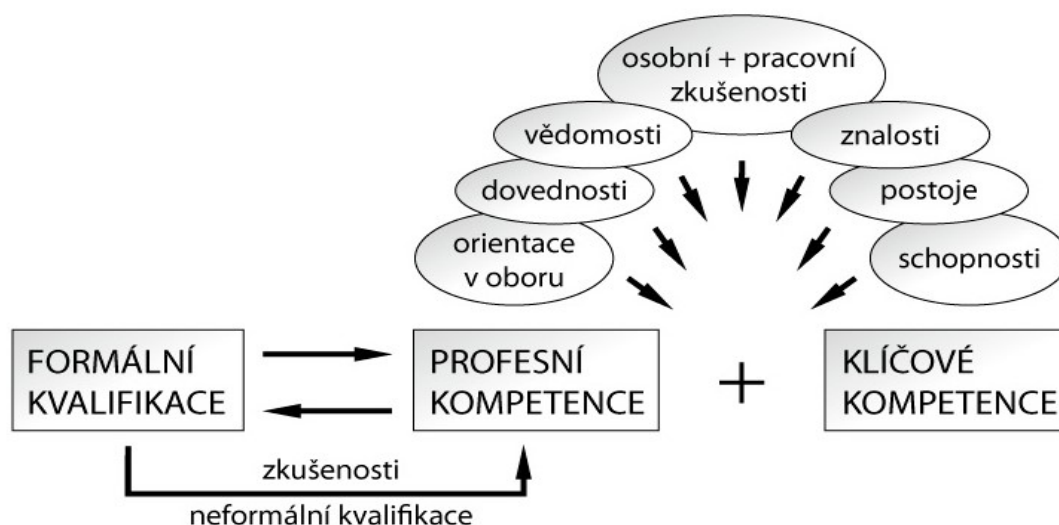 osobní + pracovní
zkušenosti
vědomosti
znalosti
dovednosti
postoje
orientace
v oboru
schopnosti
FORMÁLNÍ
KVALIFIKACE
PROFESNÍ
KOMPETENCE
+
KLÍČOVÉ
KOMPETENCE
zkušenosti
neformální kvalifikace